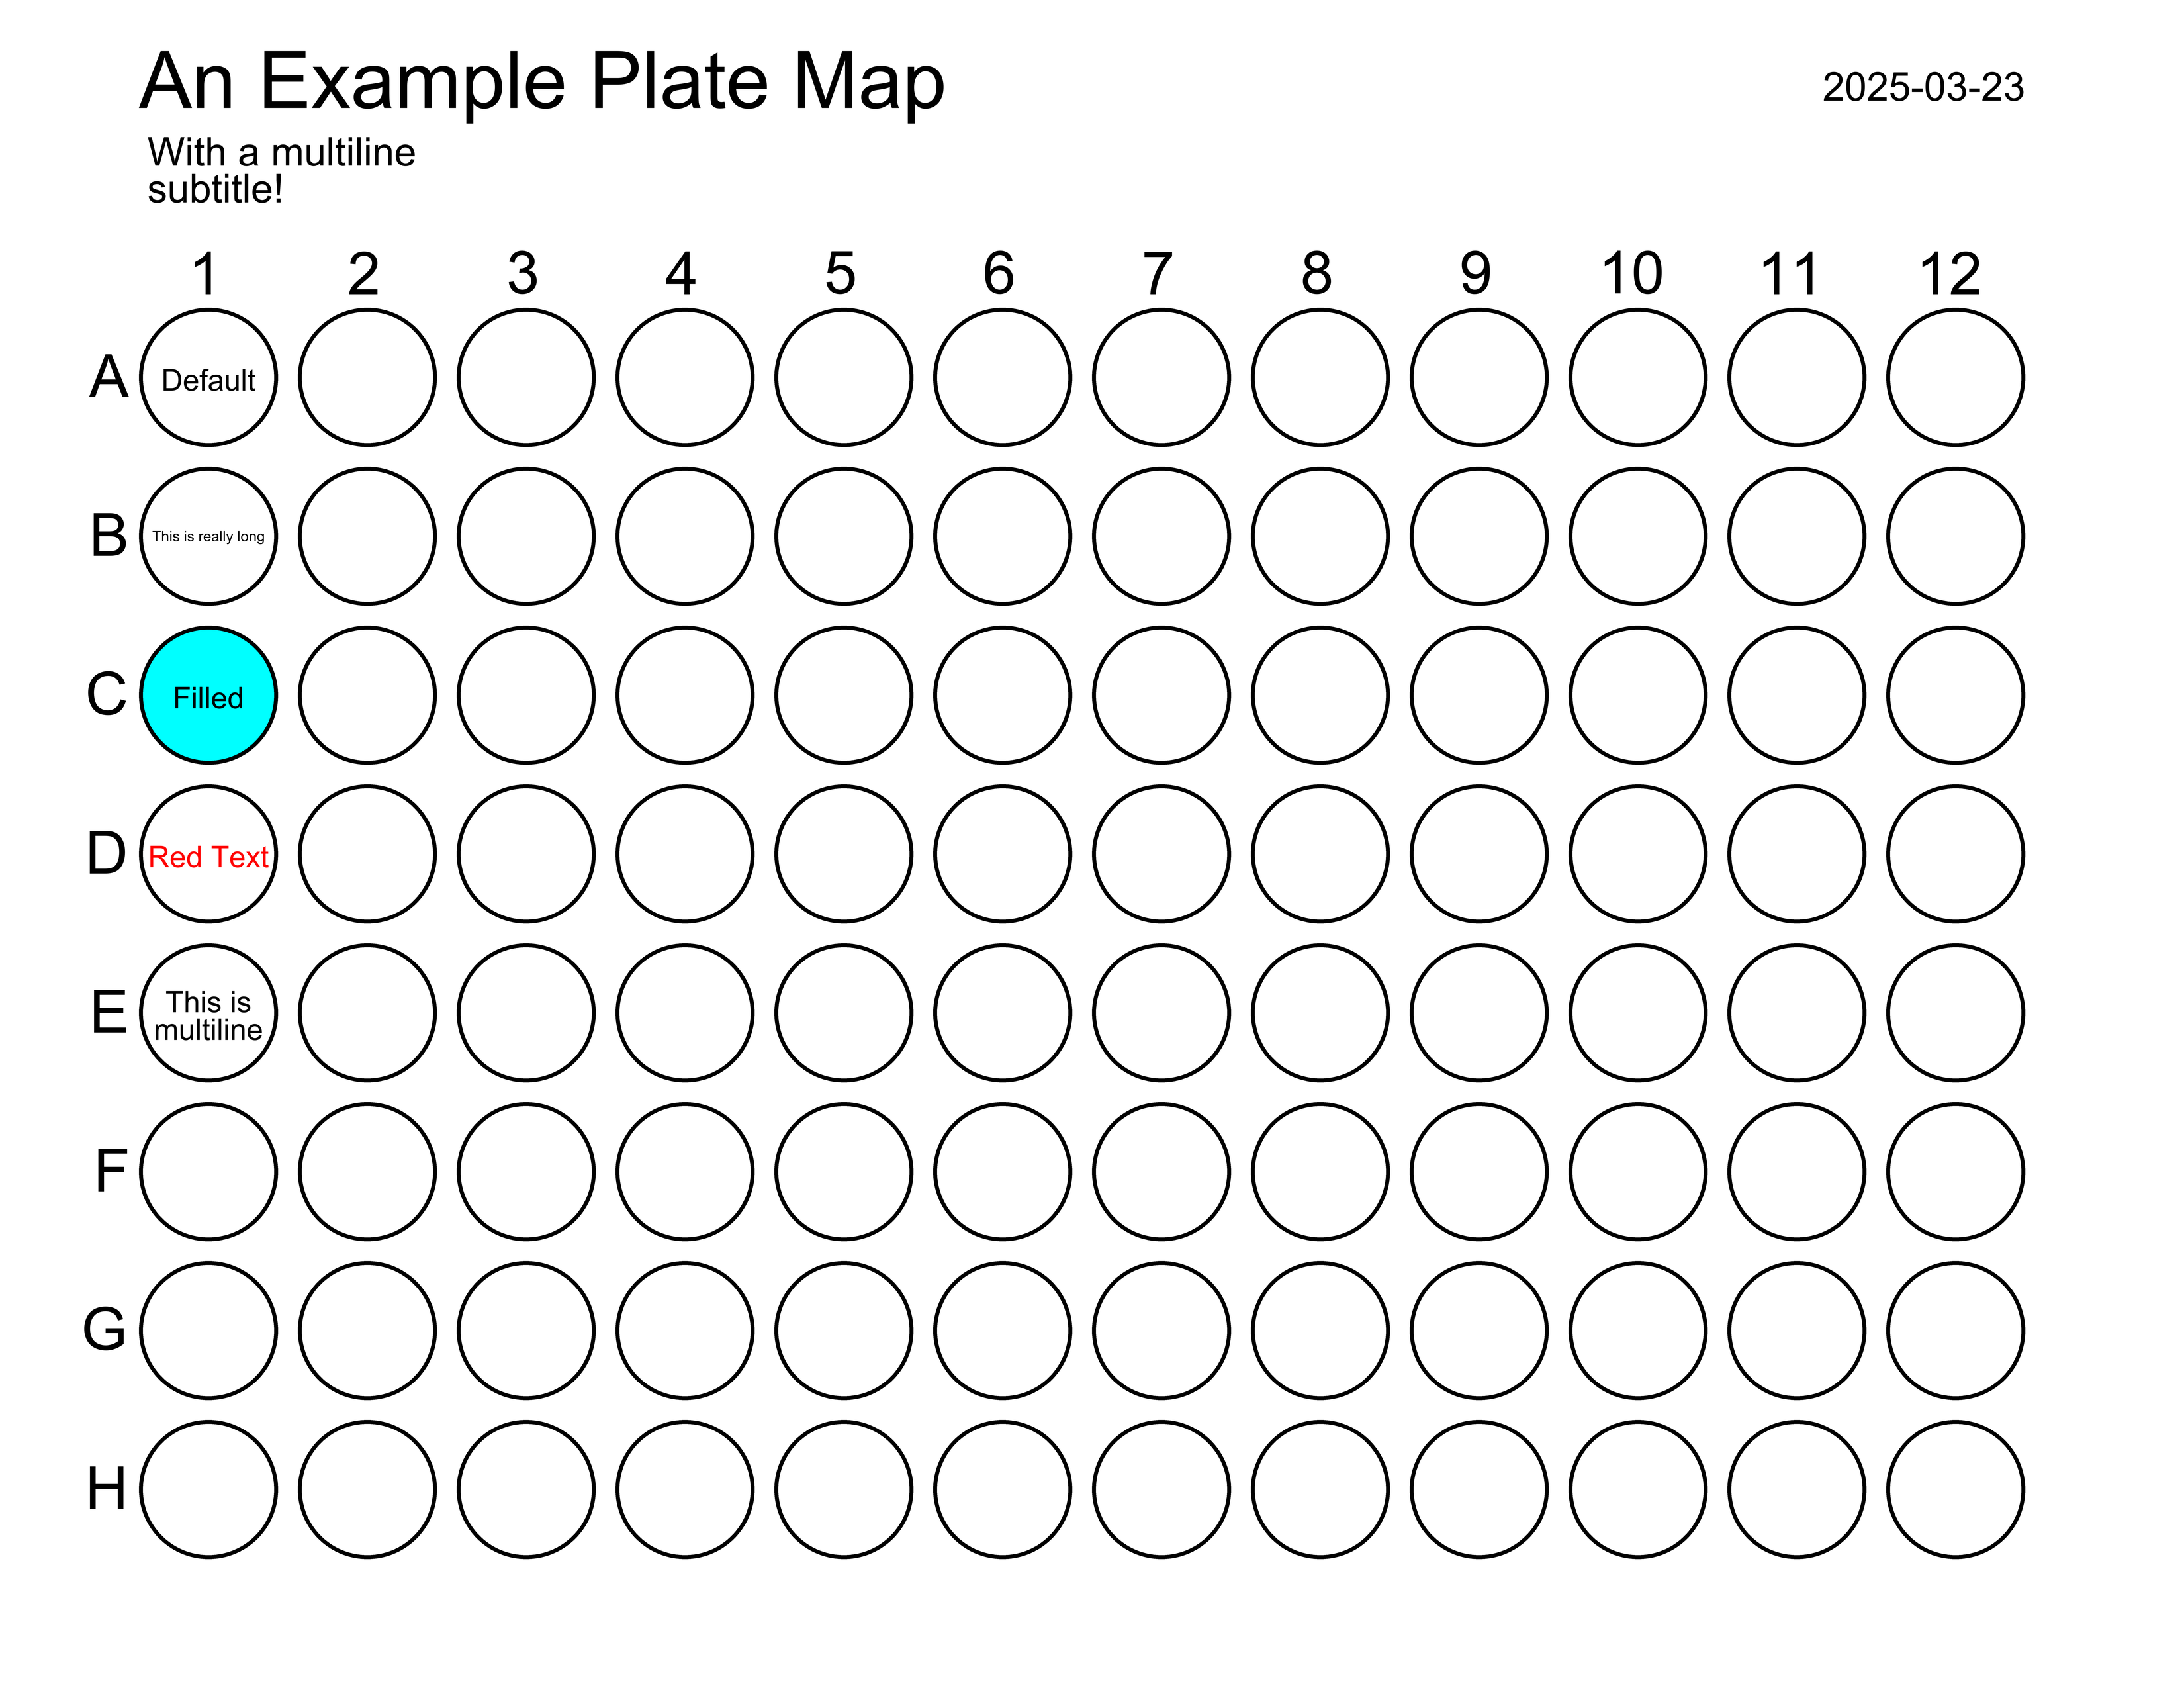 An Example Plate Map
2025-03-23
With a multiline
subtitle!
1 2 3 4 5 6 7 8 9 10 11 12
A Default
B This is really long
C Filled
D Red Text
E This is
multiline
F
G
H